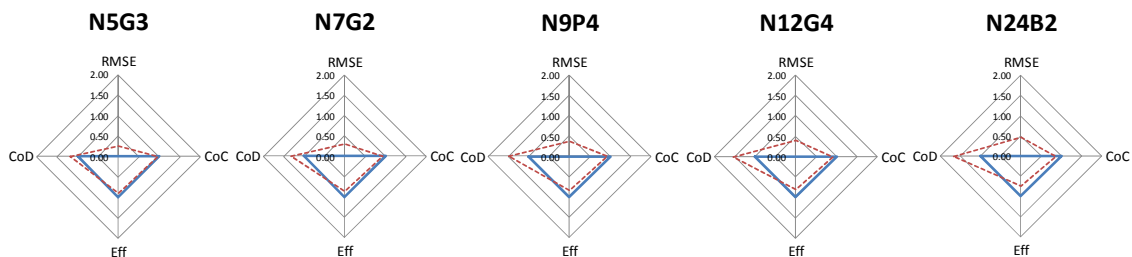 N5G3
RMSE
2.00
1.50
1.00
0.50
0.00
CoD
CoC
Eff
N7G2
RMSE
2.00
1.50
1.00
0.50
0.00
CoD
CoC
Eff
N9P4
RMSE
2.00
1.50
1.00
0.50
0.00
CoD
CoC
Eff
N12G4
RMSE
2.00
1.50
1.00
0.50
0.00
CoD
CoC
Eff
N24B2
RMSE
2.00
1.50
1.00
0.50
0.00
CoD
CoC
Eff